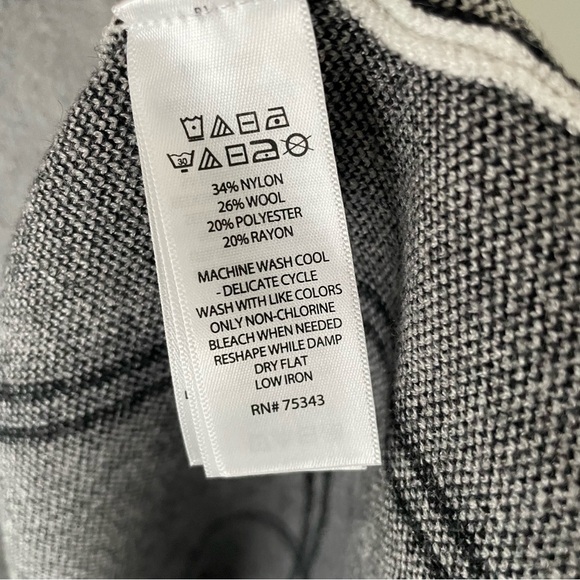 30
34% NYLON
26% WOOL
20% POLYESTER
20% RAYON
MACHINE WASH COOL
- DELICATE CYCLE
WASH WITH LIKE COLORS
ONLY NON-CHLORINE
BLEACH WHEN NEEDED
RESHAPE WHILE DAMP
DRY FLAT
LOW IRON
RN# 75343